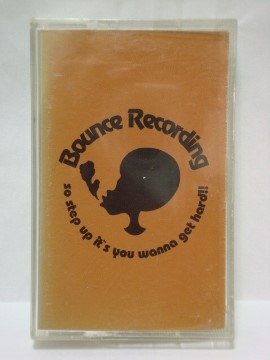 Bounce Recording
so step up it's you wanna get hard!!